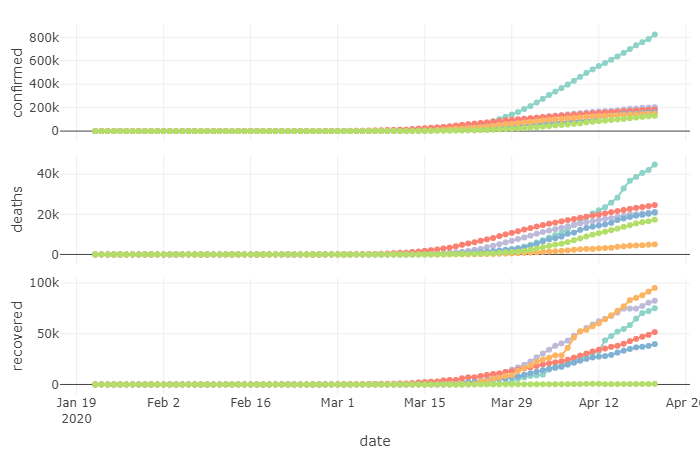 confirmed
800k
600k
400k
200k
0
deaths
40k
20k
0
recovered
100k
50k
0
Jan 19 Feb 2 Feb 16 Mar 1 Mar 15 Mar 29 Apr 12 Apr 26
2020
date